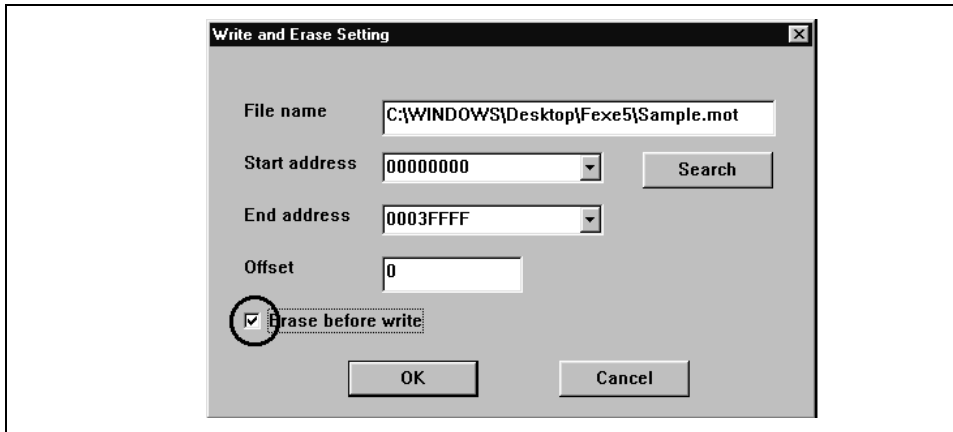 Write and Erase Setting
File name C:\WINDOWS\Desktop\Fexe5\Sample.mot
Start address 00000000
Search
End address 0003FFFF
Offset 0
Erase before write
OK Cancel